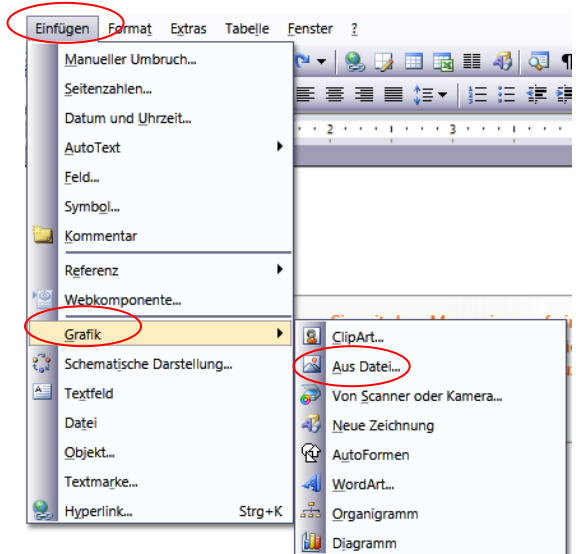 Einfügen Format Extras Tabelle Fenster ?
Manueller Umbruch...
Seitenzahlen...
Datum und Uhrzeit...
AutoText
Feld...
Symbol...
Kommentar
Referenz
Webkomponente...
Grafik
Schematische Darstellung...
Textfeld
Datei
Objekt...
Textmarke...
Hyperlink... Strg+K
ClipArt...
Aus Datei...
Von Scanner oder Kamera...
Neue Zeichnung
AutoFormen
WordArt...
Organigramm
Diagramm
2 3